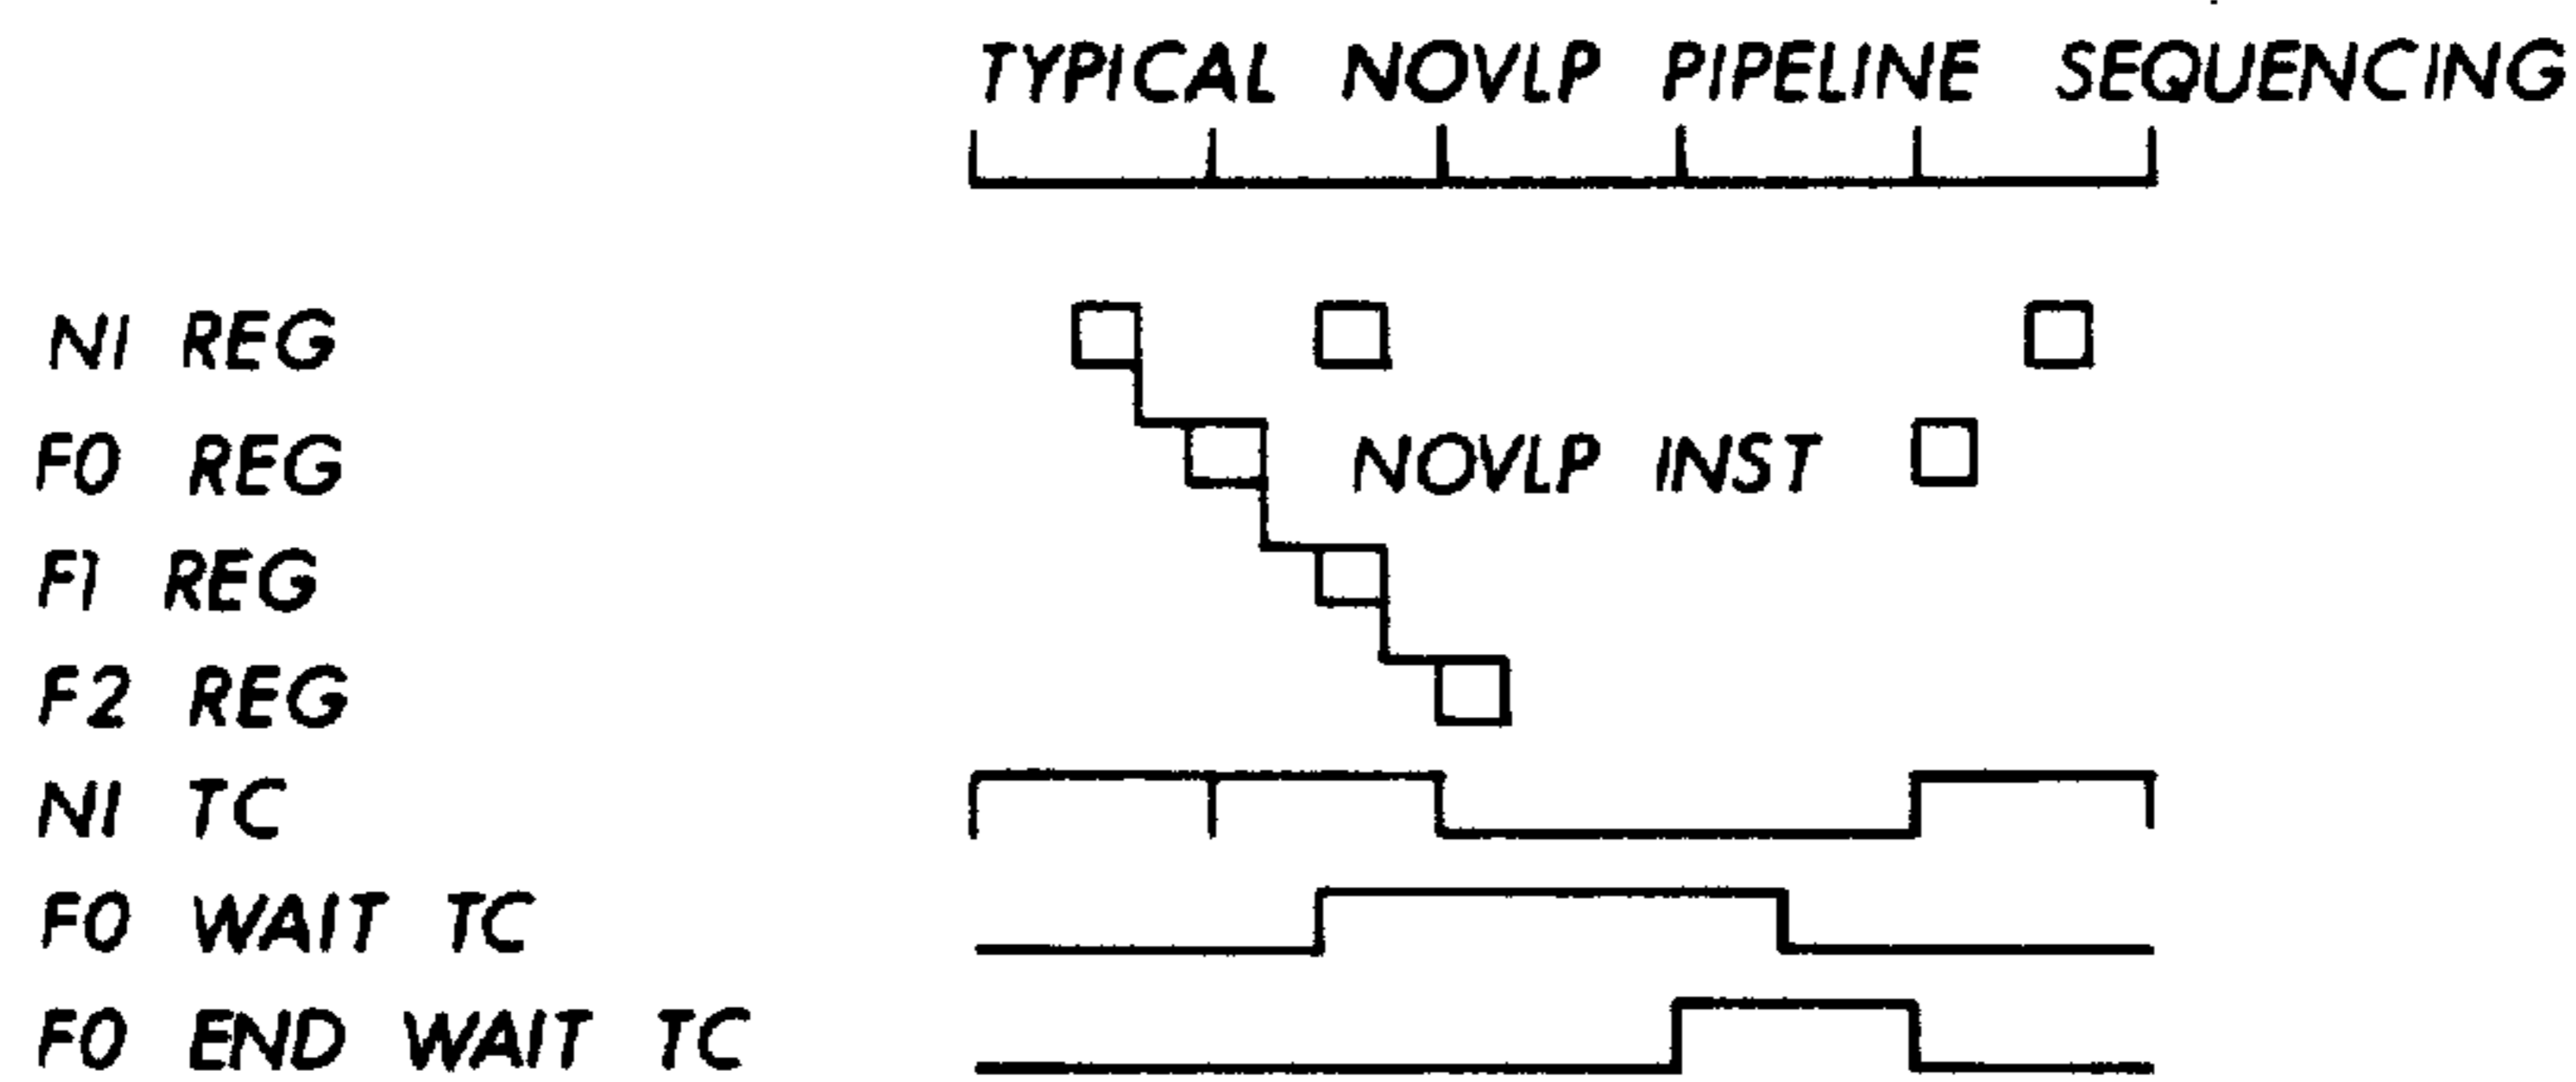 TYPICAL NOVLP PIPELINE SEQUENCING
NI REG
F0 REG
NOVLP INST
F1 REG
F2 REG
NI TC
F0 WAIT TC
F0 END WAIT TC